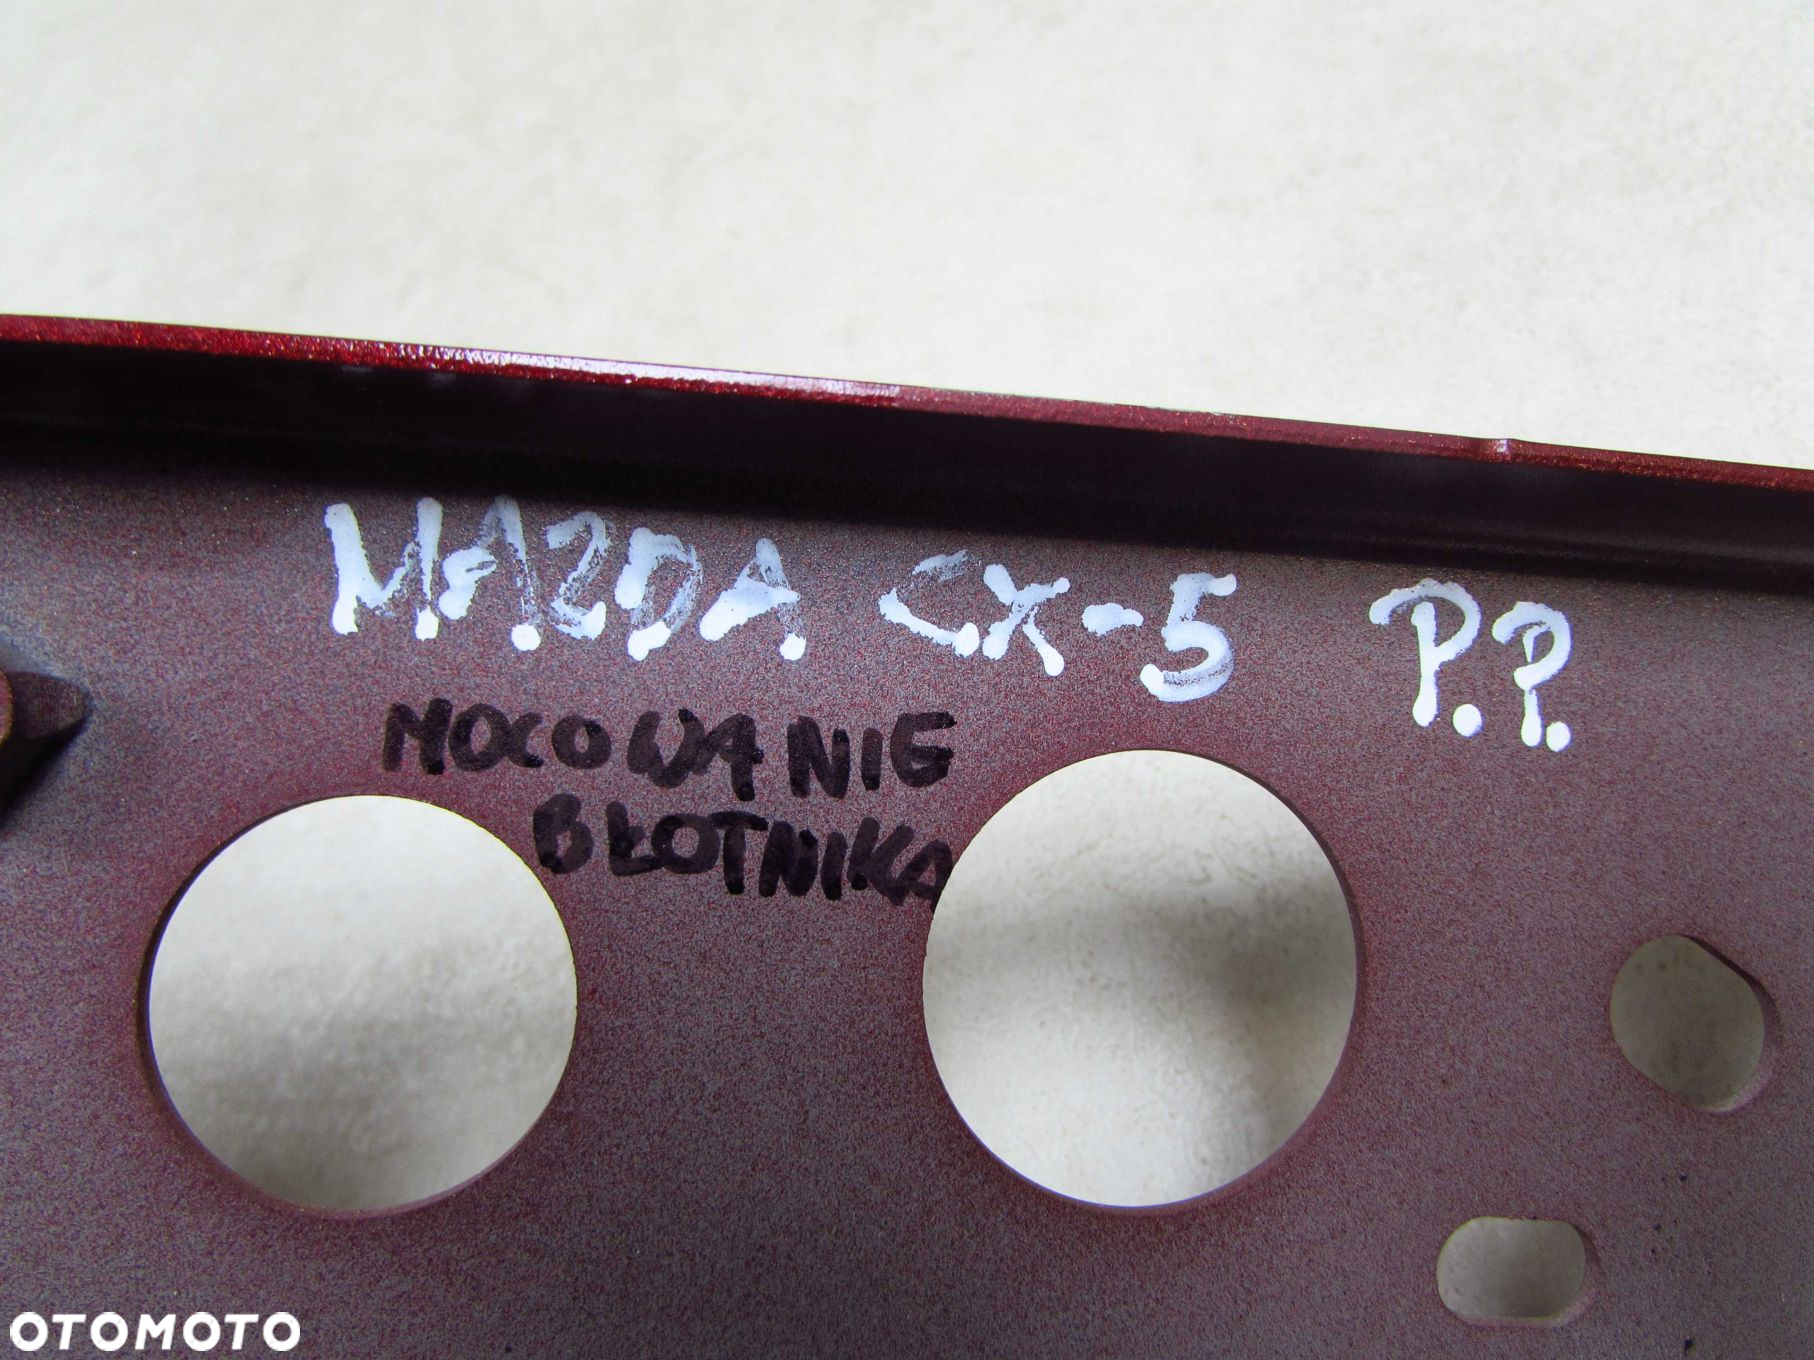 MAZDA CX-5 P.P.
MOCOWANIE
BŁOTNIKA
OTOMOTO